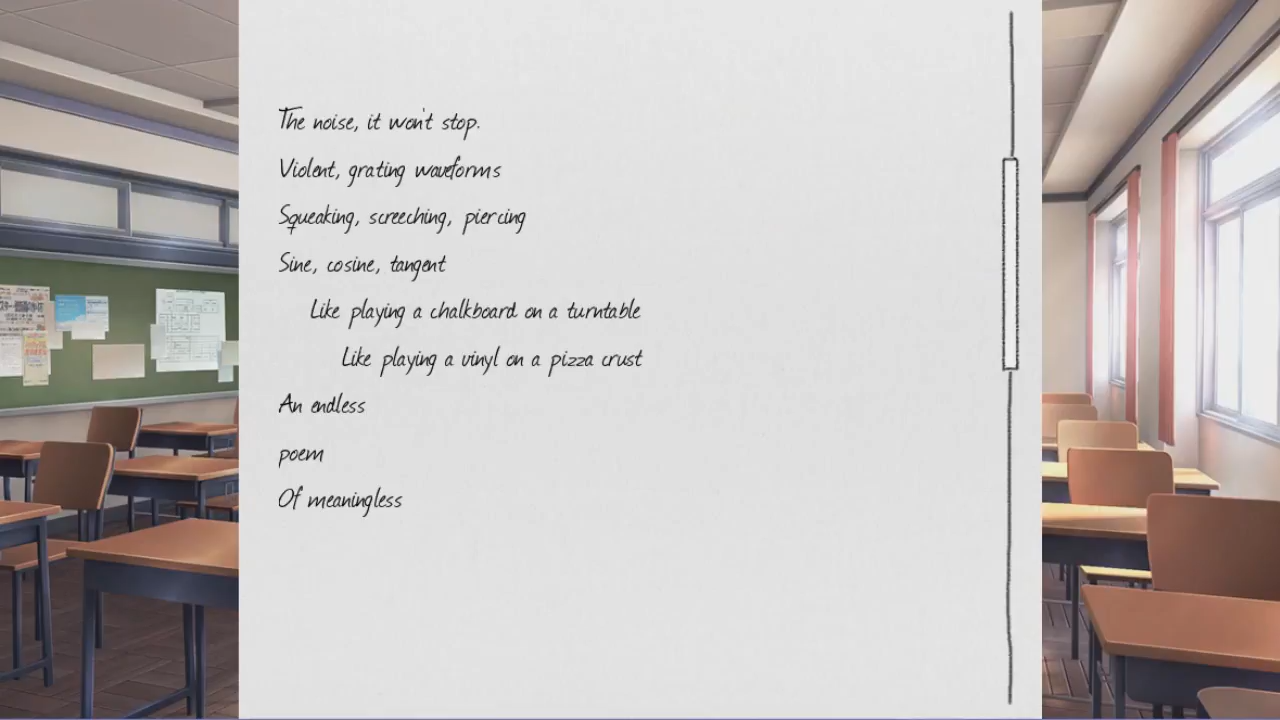 The noise, it won't stop.
Violent, grating waveforms
Squeaking, screeching, piercing
Sine, cosine, tangent
Like playing a chalkboard on a turntable
Like playing a vinyl on a pizza crust
An endless
poem
Of meaningless